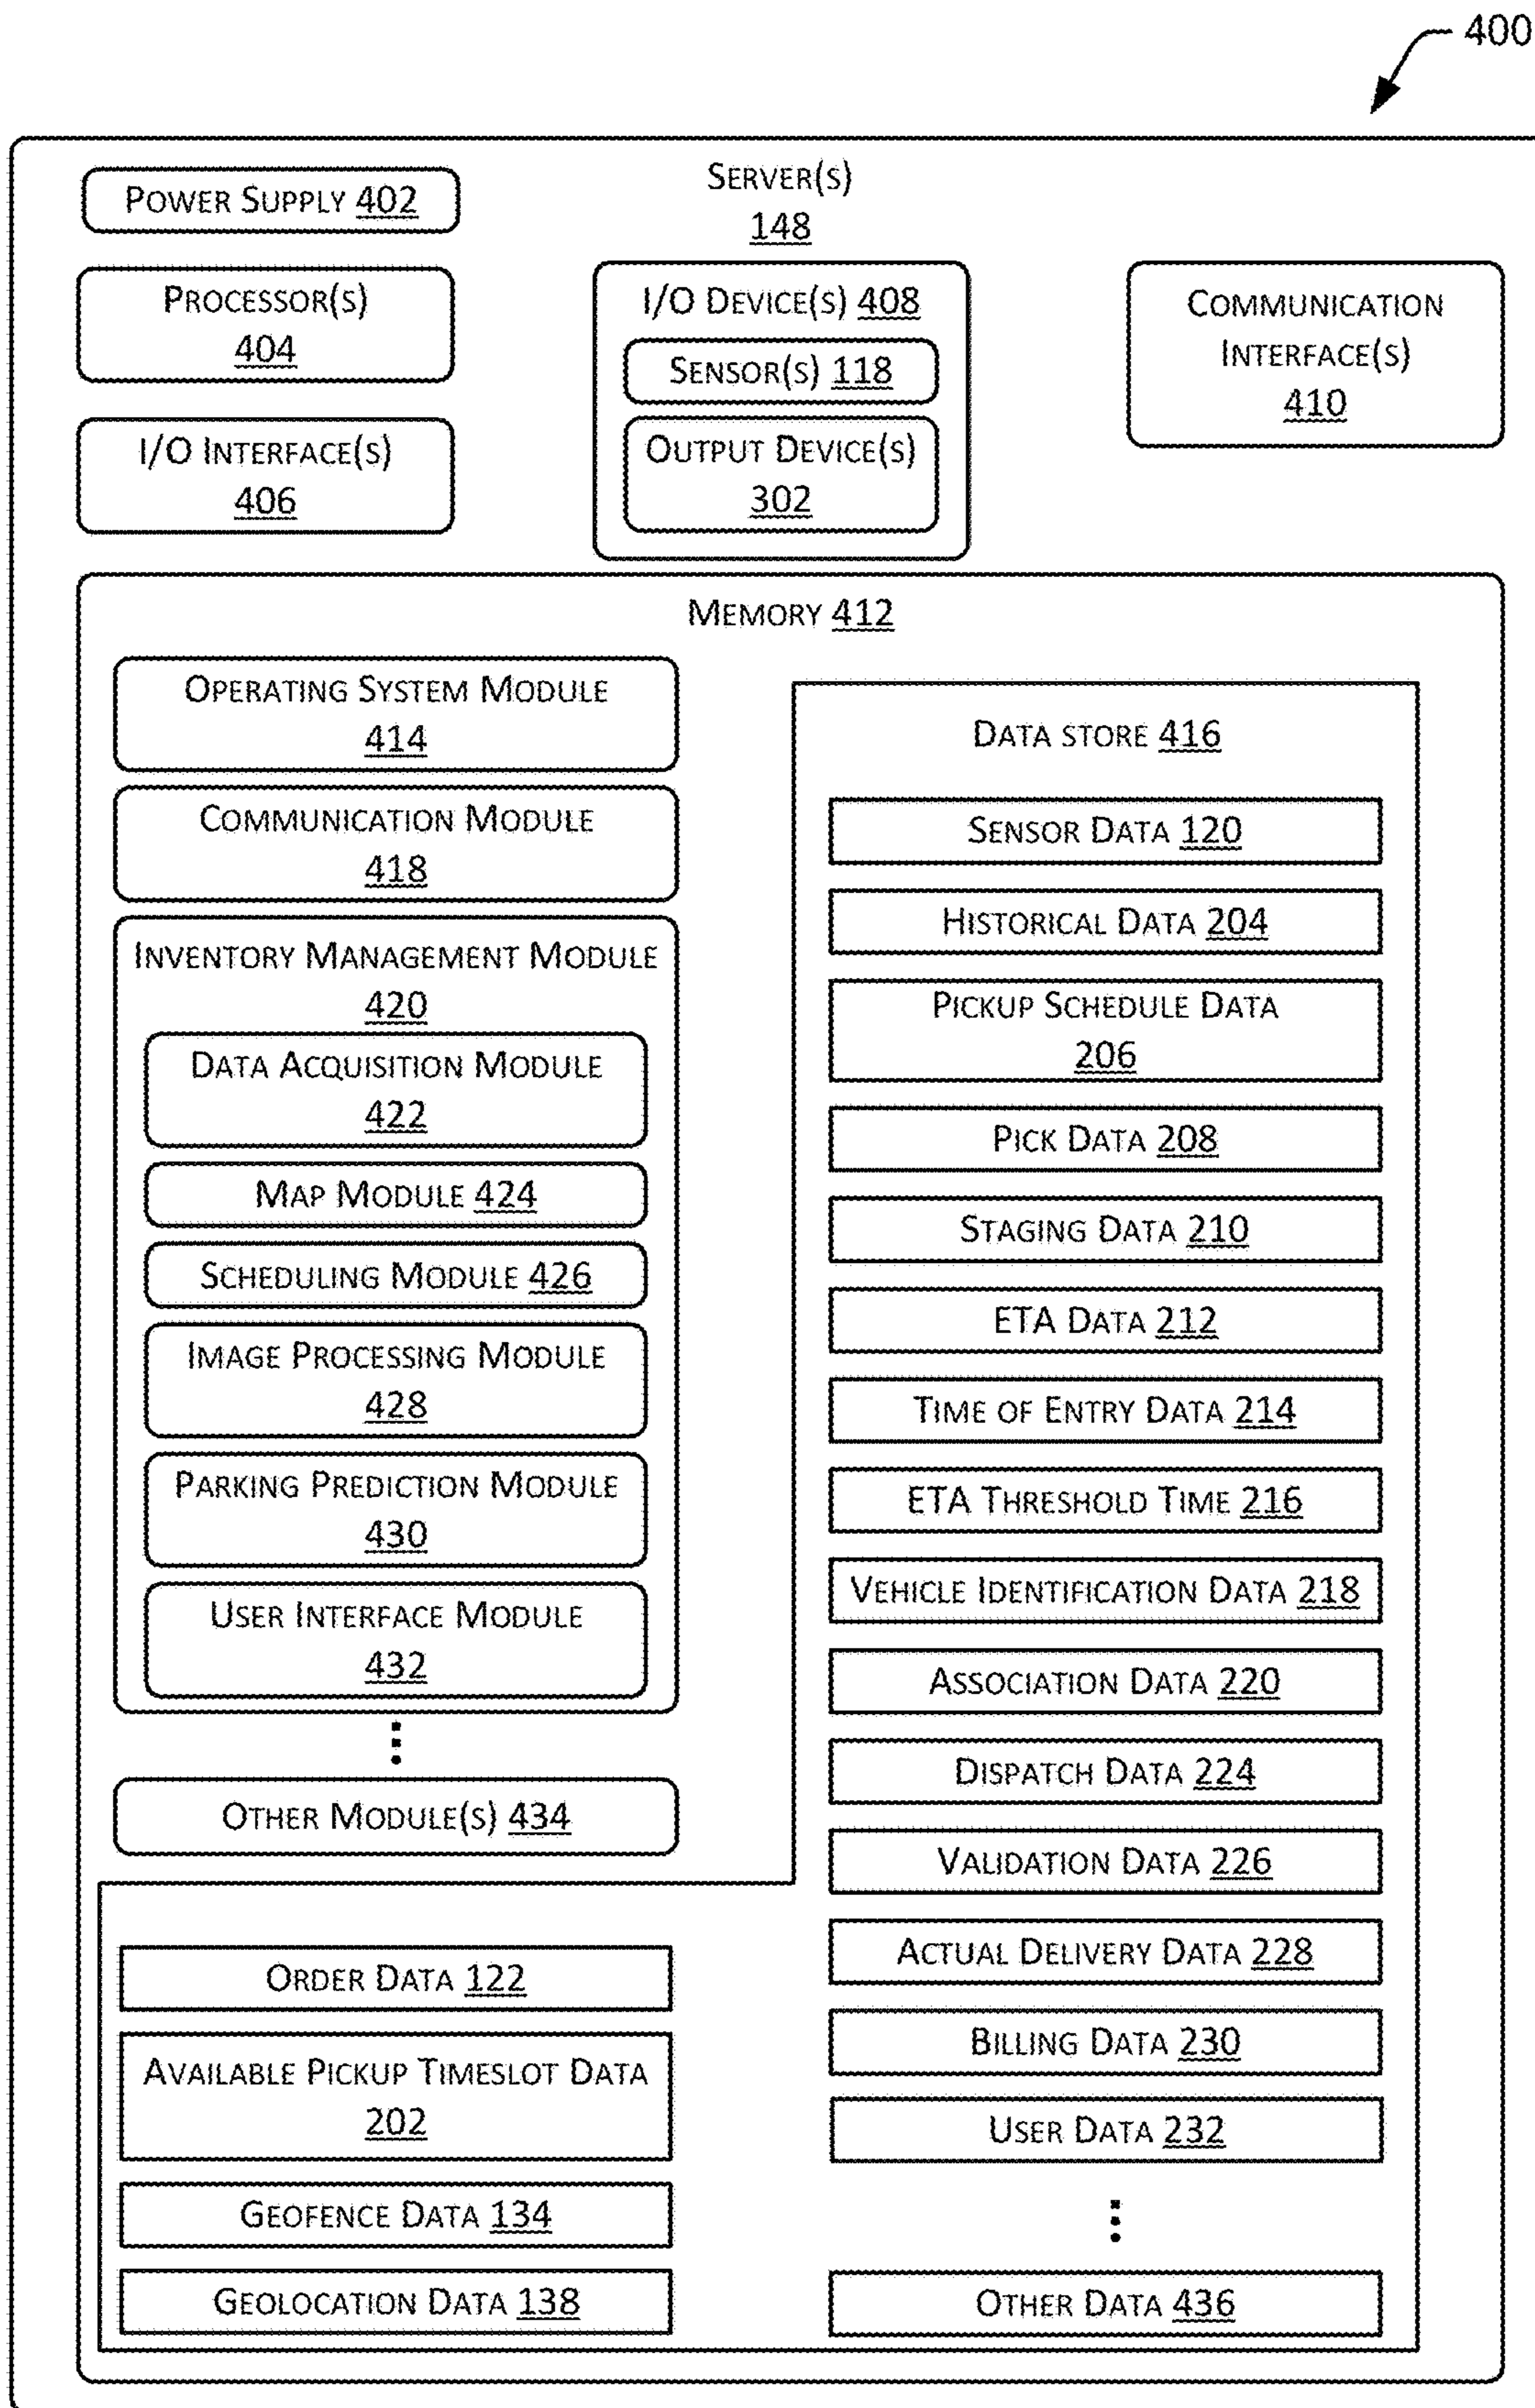 400
SERVER(S)
148
POWER SUPPLY 402
PROCESSOR(S)
404
I/O INTERFACE(S)
406
I/O DEVICE(S) 408
SENSOR(S) 118
OUTPUT DEVICE(S)
302
COMMUNICATION
INTERFACE(S)
410
MEMORY 412
OPERATING SYSTEM MODULE
414
COMMUNICATION MODULE
418
INVENTORY MANAGEMENT MODULE
420
DATA ACQUISITION MODULE
422
MAP MODULE 424
SCHEDULING MODULE 426
IMAGE PROCESSING MODULE
428
PARKING PREDICTION MODULE
430
USER INTERFACE MODULE
432
OTHER MODULE(S) 434
DATA STORE 416
ORDER DATA 122
AVAILABLE PICKUP TIMESLOT DATA
202
GEOFENCE DATA 134
GEOLOCATION DATA 138
SENSOR DATA 120
HISTORICAL DATA 204
PICKUP SCHEDULE DATA
206
PICK DATA 208
STAGING DATA 210
ETA DATA 212
TIME OF ENTRY DATA 214
ETA THRESHOLD TIME 216
VEHICLE IDENTIFICATION DATA 218
ASSOCIATION DATA 220
DISPATCH DATA 224
VALIDATION DATA 226
ACTUAL DELIVERY DATA 228
BILLING DATA 230
USER DATA 232
OTHER DATA 436